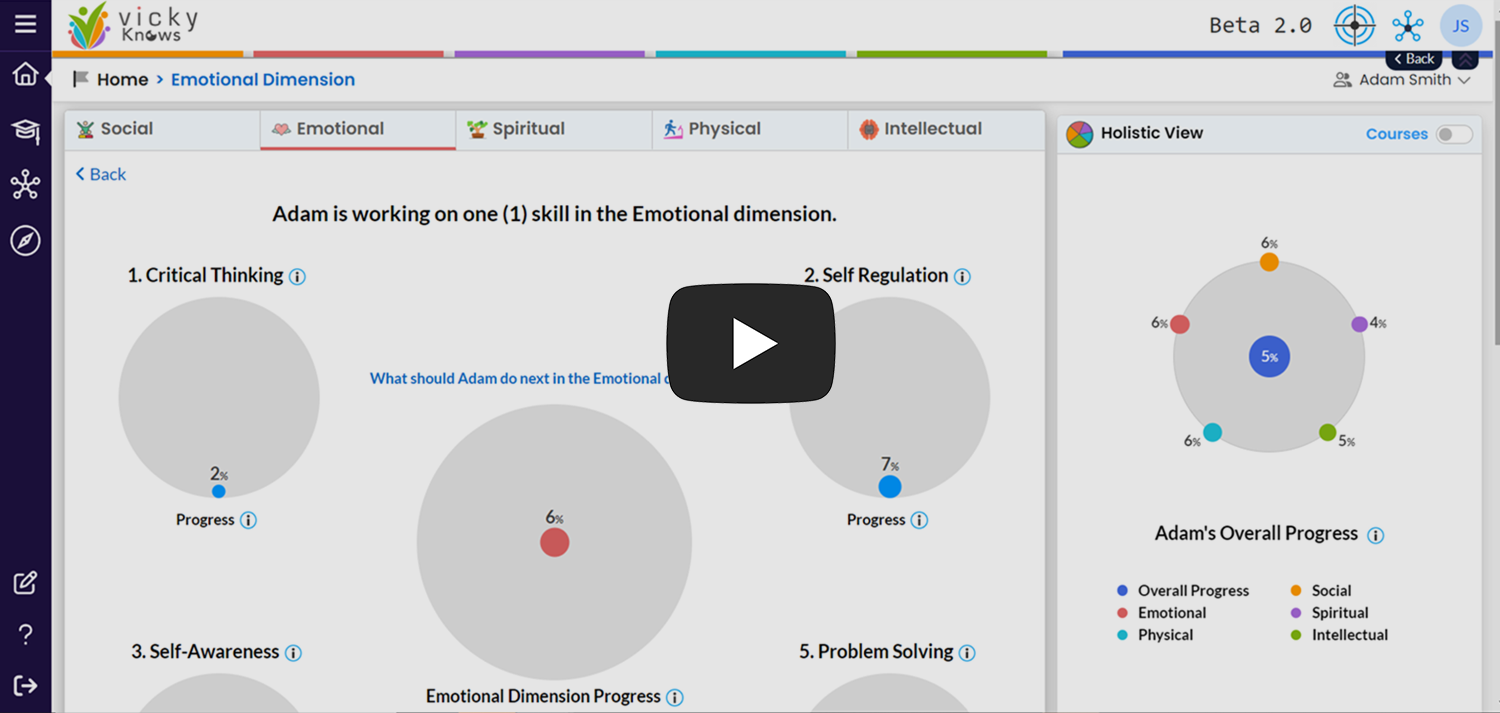 vicky
Knows
Beta 2.0
JS
Back
Home > Emotional Dimension
Adam Smith
Social
Emotional
Spiritual
Physical
Intellectual
Holistic View
Courses
Back
Adam is working on one (1) skill in the Emotional dimension.
1. Critical Thinking
2. Self Regulation
What should Adam do next in the Emotional
2%
Progress
7%
Progress
6%
3. Self-Awareness
5. Problem Solving
Emotional Dimension Progress
6%
6%
4%
5%
6%
5%
Adam's Overall Progress
Overall Progress
Social
Emotional
Spiritual
Physical
Intellectual